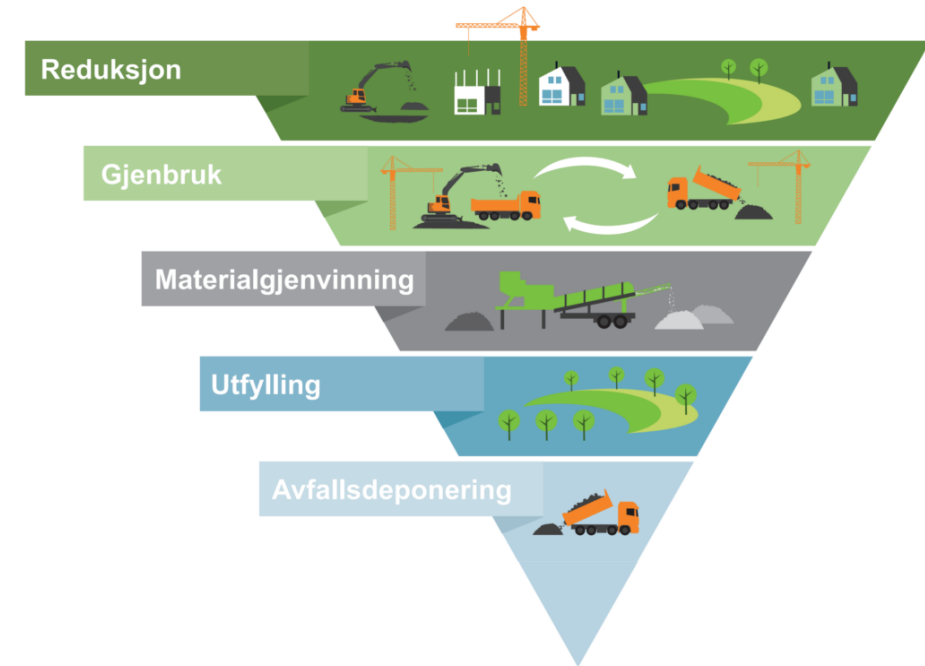 Reduksjon
Gjenbruk
Materialgjenvinning
Utfylling
Avfallsdeponering